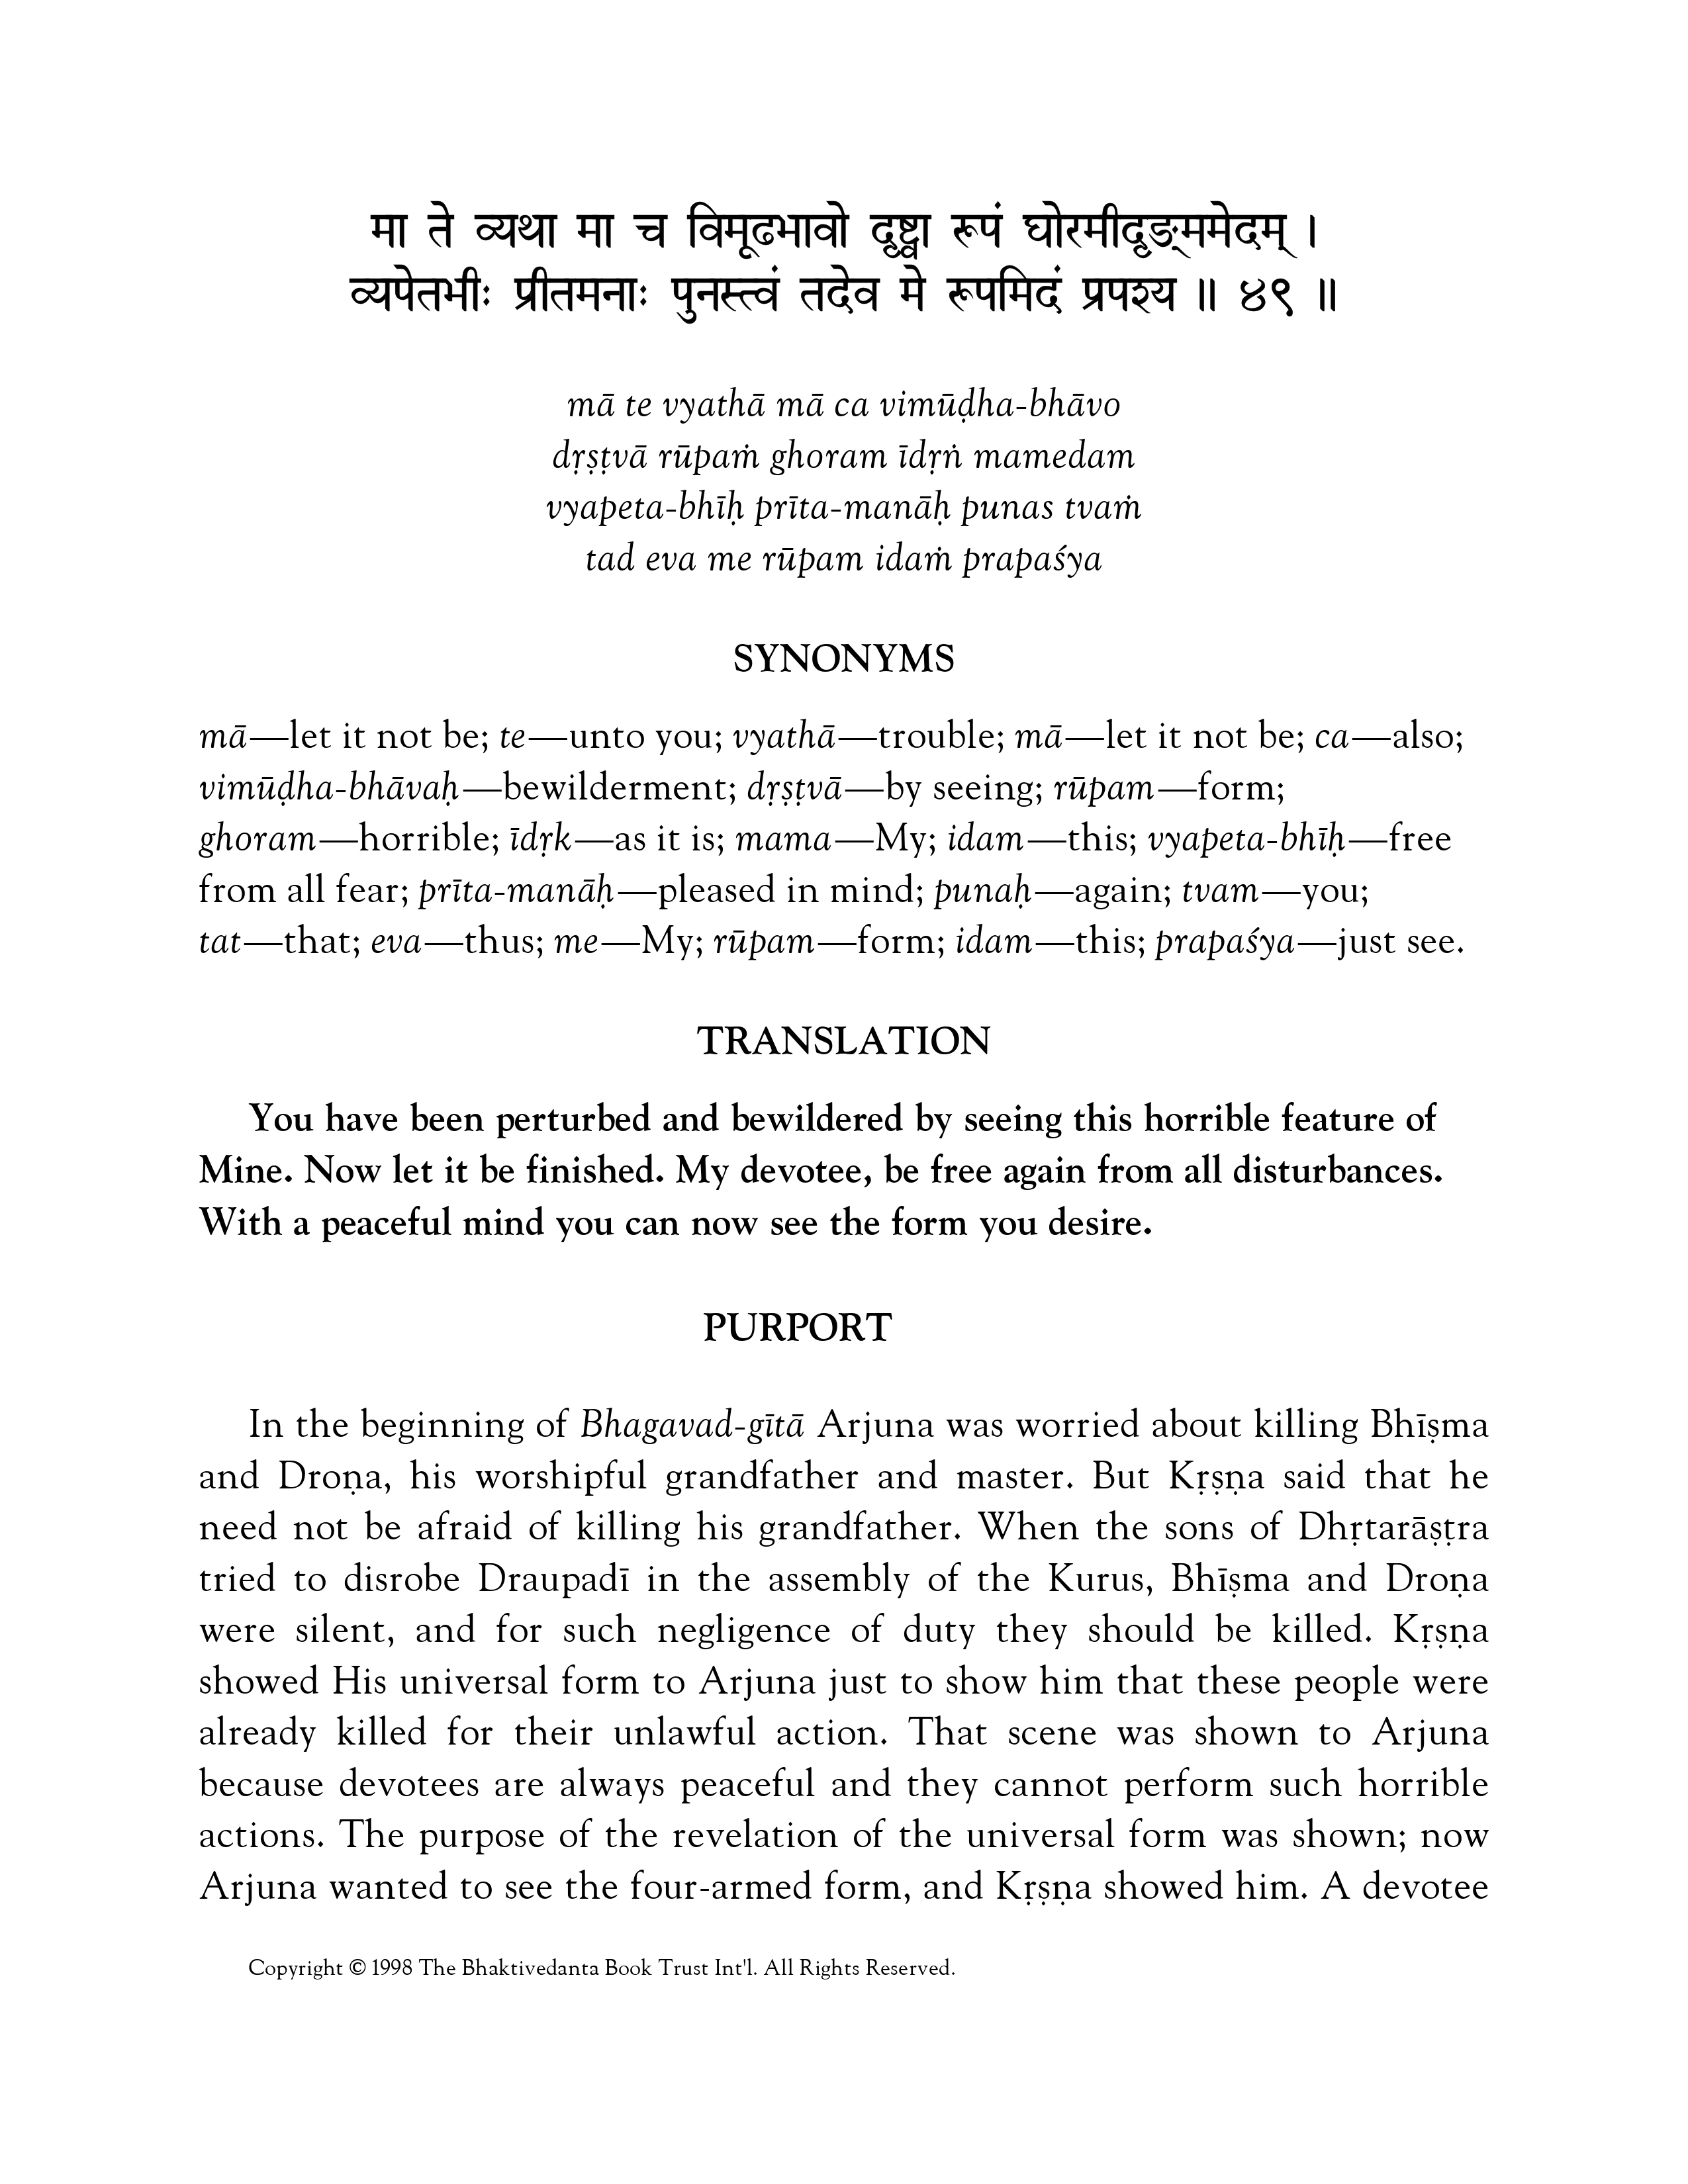 मा ते व्यथा मा च विमूढभावो दृष्ट्वा रूपं घोरमीदृङ्‍ममेदम् ।
व्यपेतभीः प्रीतमनाः पुनस्त्वं तदेव मे रूपमिदं प्रपश्य ॥ ४९ ॥
mā te vyathā mā ca vimūḍha-bhāvo
dṛṣṭvā rūpaṁ ghoram īdṛṅ mamedam
vyapeta-bhīḥ prīta-manāḥ punas tvaṁ
tad eva me rūpam idaṁ prapaśya
SYNONYMS
mā—let it not be; te—unto you; vyathā—trouble; mā—let it not be; ca—also;
vimūḍha-bhāvaḥ—bewilderment; dṛṣṭvā—by seeing; rūpam—form;
ghoram—horrible; īdṛk—as it is; mama—My; idam—this; vyapeta-bhīḥ—free
from all fear; prīta-manāḥ—pleased in mind; punaḥ—again; tvam—you;
tat—that; eva—thus; me—My; rūpam—form; idam—this; prapaśya—just see.
TRANSLATION
You have been perturbed and bewildered by seeing this horrible feature of
Mine. Now let it be finished. My devotee, be free again from all disturbances.
With a peaceful mind you can now see the form you desire.
PURPORT
In the beginning of Bhagavad-gītā Arjuna was worried about killing Bhīṣma
and Droṇa, his worshipful grandfather and master. But Kṛṣṇa said that he
need not be afraid of killing his grandfather. When the sons of Dhṛtarāṣṭra
tried to disrobe Draupadī in the assembly of the Kurus, Bhīṣma and Droṇa
were silent, and for such negligence of duty they should be killed. Kṛṣṇa
showed His universal form to Arjuna just to show him that these people were
already killed for their unlawful action. That scene was shown to Arjuna
because devotees are always peaceful and they cannot perform such horrible
actions. The purpose of the revelation of the universal form was shown; now
Arjuna wanted to see the four-armed form, and Kṛṣṇa showed him. A devotee
Copyright © 1998 The Bhaktivedanta Book Trust Int'l. All Rights Reserved.